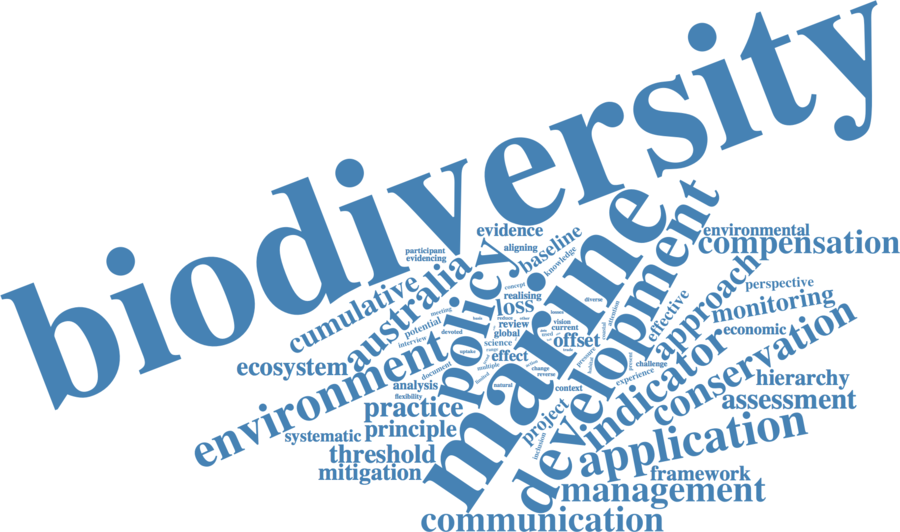 biodiversity
marine
development
policy
environment
australia
evidence
participant
evidencing
aligning
baseline
knowledge
environmental
compensation
cumulative
concept
realising
loss
diverse
attention
effective
approach
perspective
monitoring
economic
potential
meeting
interview
devoted
review
global
science
vision
current
offset
ecosystem
document
uptake
effect
multiple
change
reverse
pressure
challenge
experience
indicator
conservation
hierarchy
assessment
analysis
flexibility
natural
context
practice
principle
systematic
threshold
mitigation
project
inclusion
application
framework
management
communication